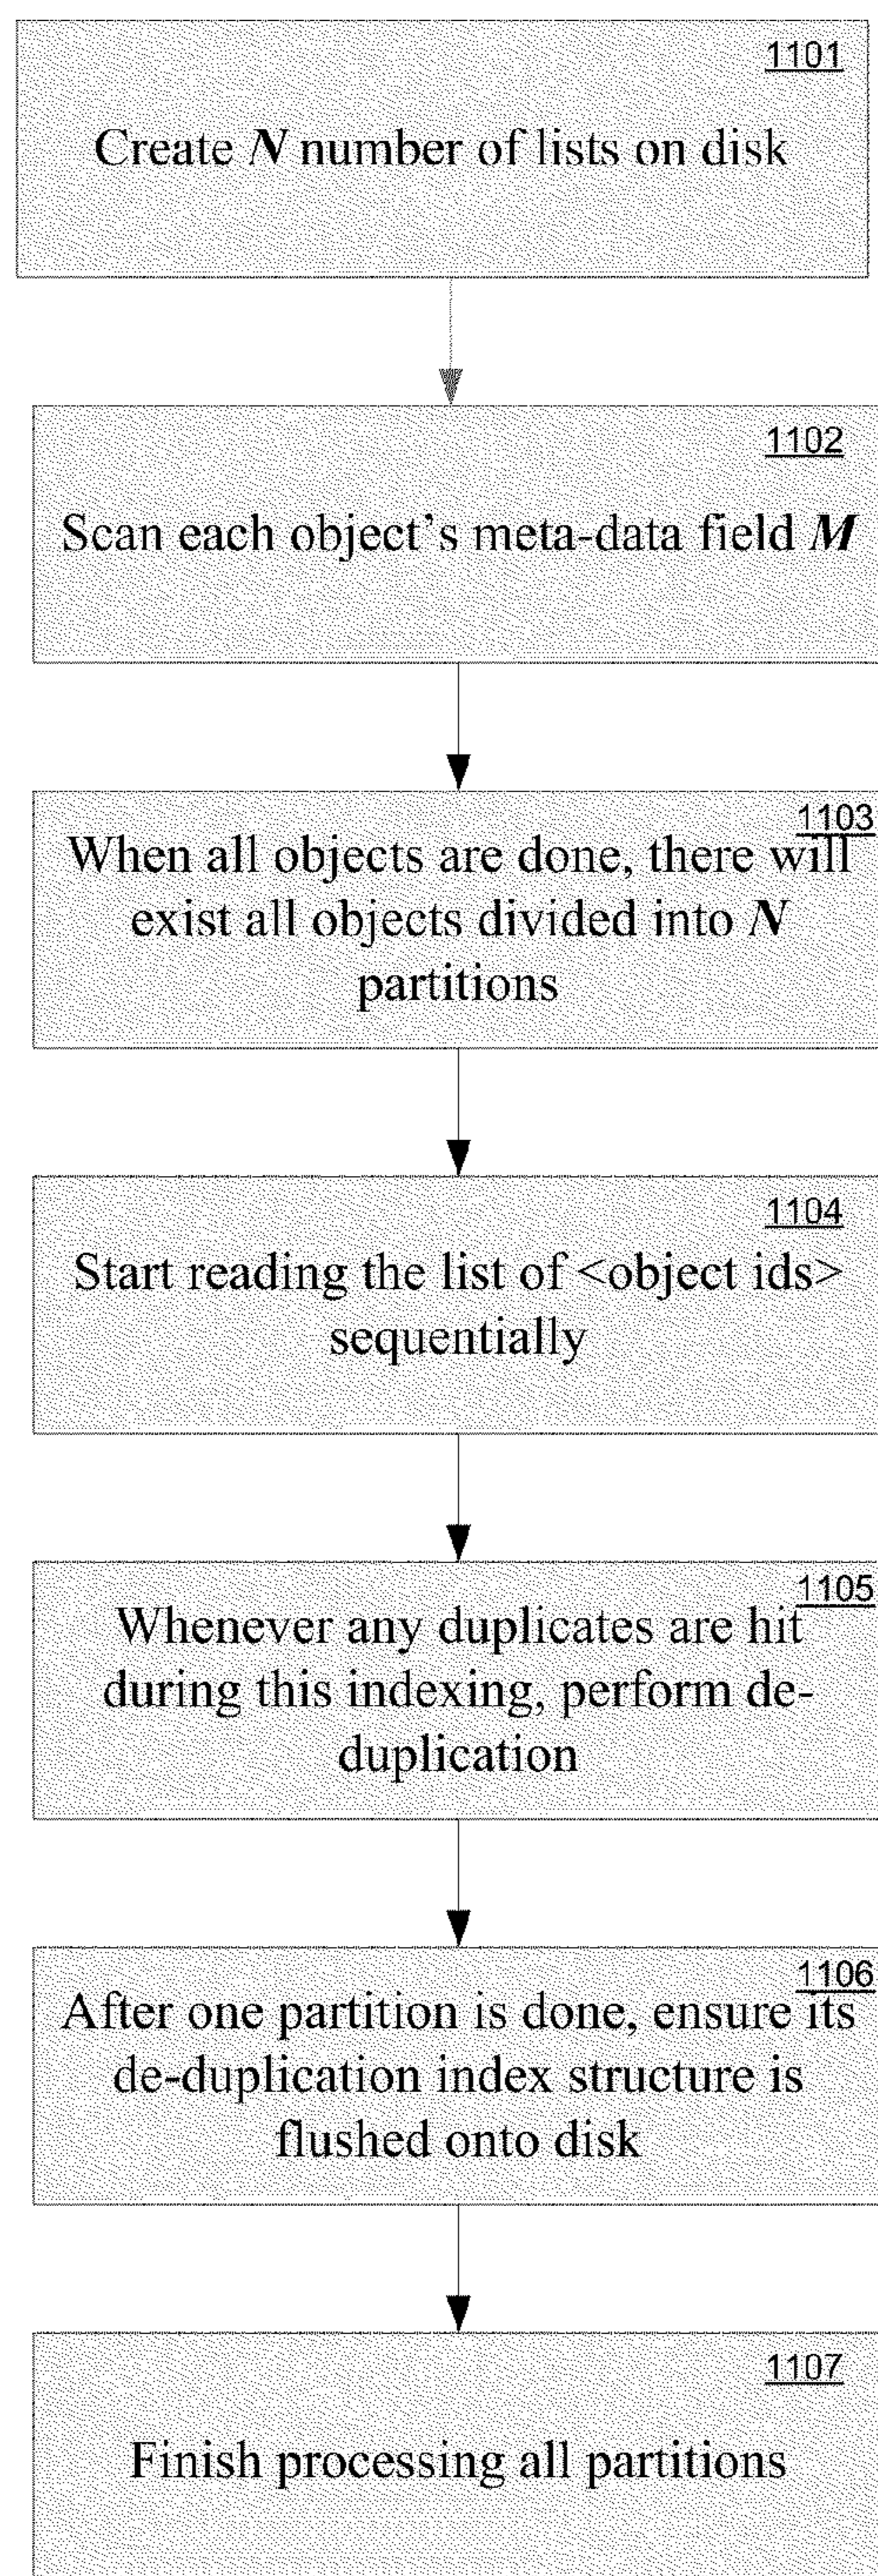 1101
Create N number of lists on disk
1102
Scan each object's meta-data field M
1103
When all objects are done, there will
exist all objects divided into N
partitions
1104
Start reading the list of <object ids>
sequentially
1105
Whenever any duplicates are hit
during this indexing, perform de-
duplication
1106
After one partition is done, ensure its
de-duplication index structure is
flushed onto disk
1107
Finish processing all partitions